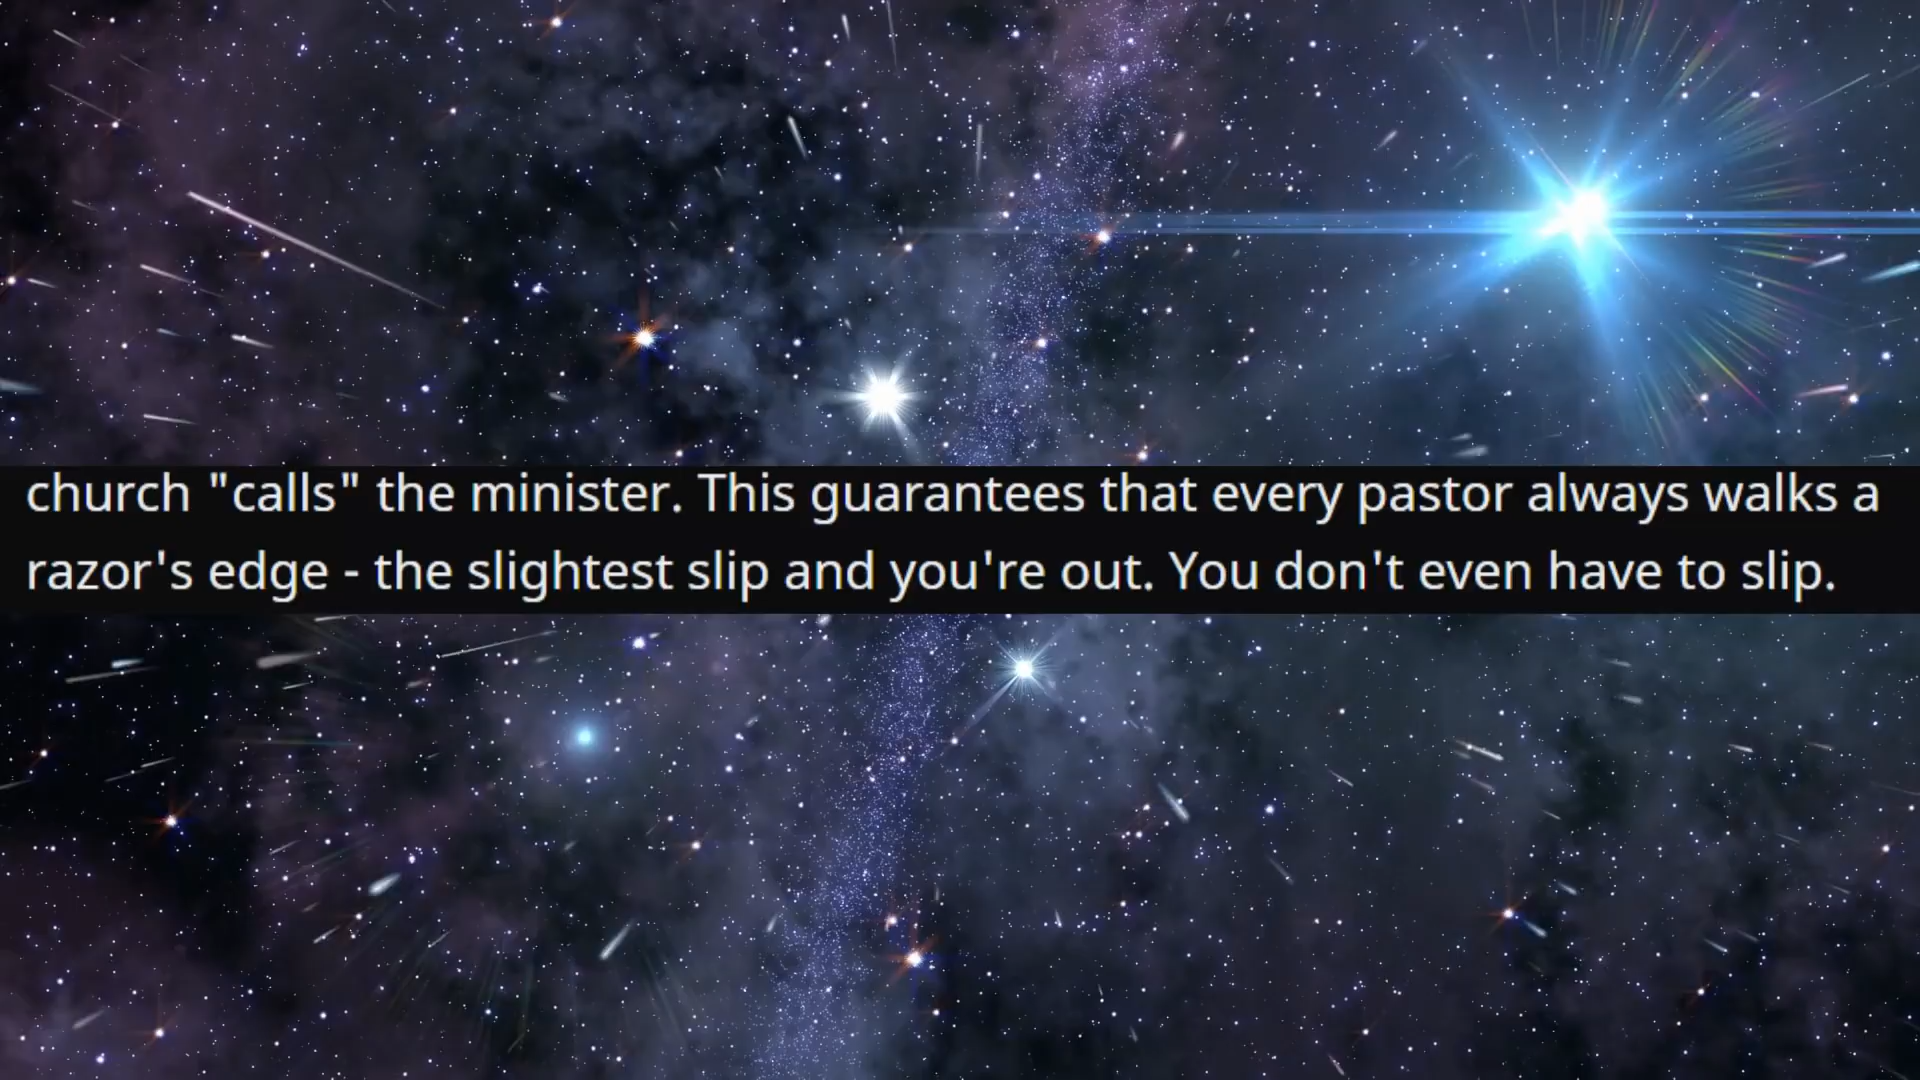 church "calls" the minister. This guarantees that every pastor always walks a
razor's edge - the slightest slip and you're out. You don't even have to slip.